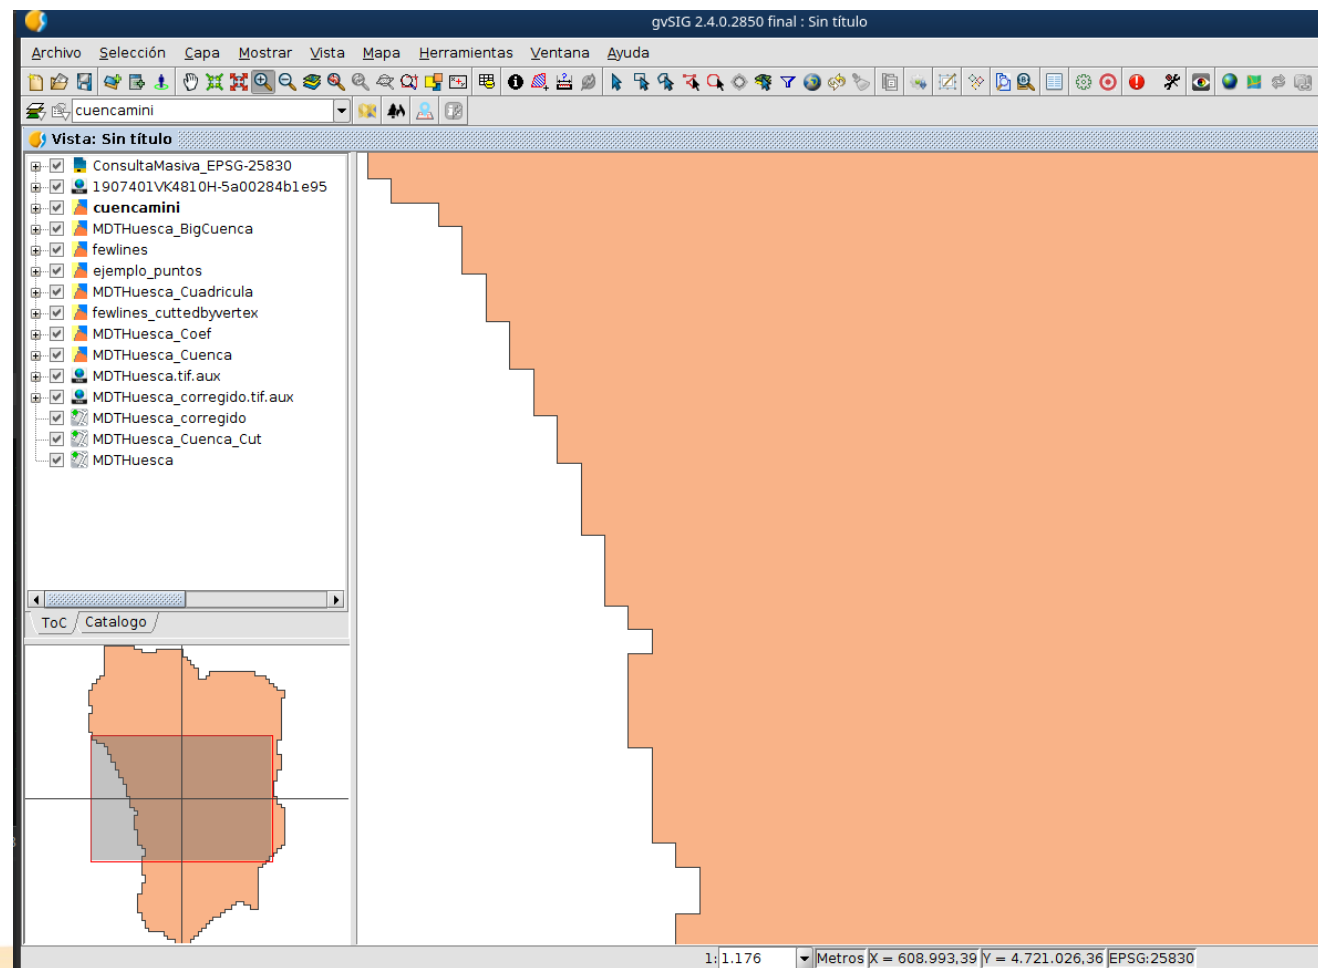 gvSIG 2.4.0.2850 final : Sin título
Archivo Selección Capa Mostrar Vista Mapa Herramientas Ventana Ayuda
cuencamini
Vista: Sin título
ConsultaMasiva_EPSG-25830
1907401VK4810H-5a00284b1e95
cuencamini
MDTHuesca_BigCuenca
fewlines
ejemplo_puntos
MDTHuesca_Cuadricula
fewlines_cuttedbyvertex
MDTHuesca_Coef
MDTHuesca_Cuenca
MDTHuesca.tif.aux
MDTHuesca_corregido.tif.aux
MDTHuesca_corregido
MDTHuesca_Cuenca_Cut
MDTHuesca
ToC Catalogo
1: 1.176 Metros X = 608.993,39 Y = 4.721.026,36 EPSG:25830